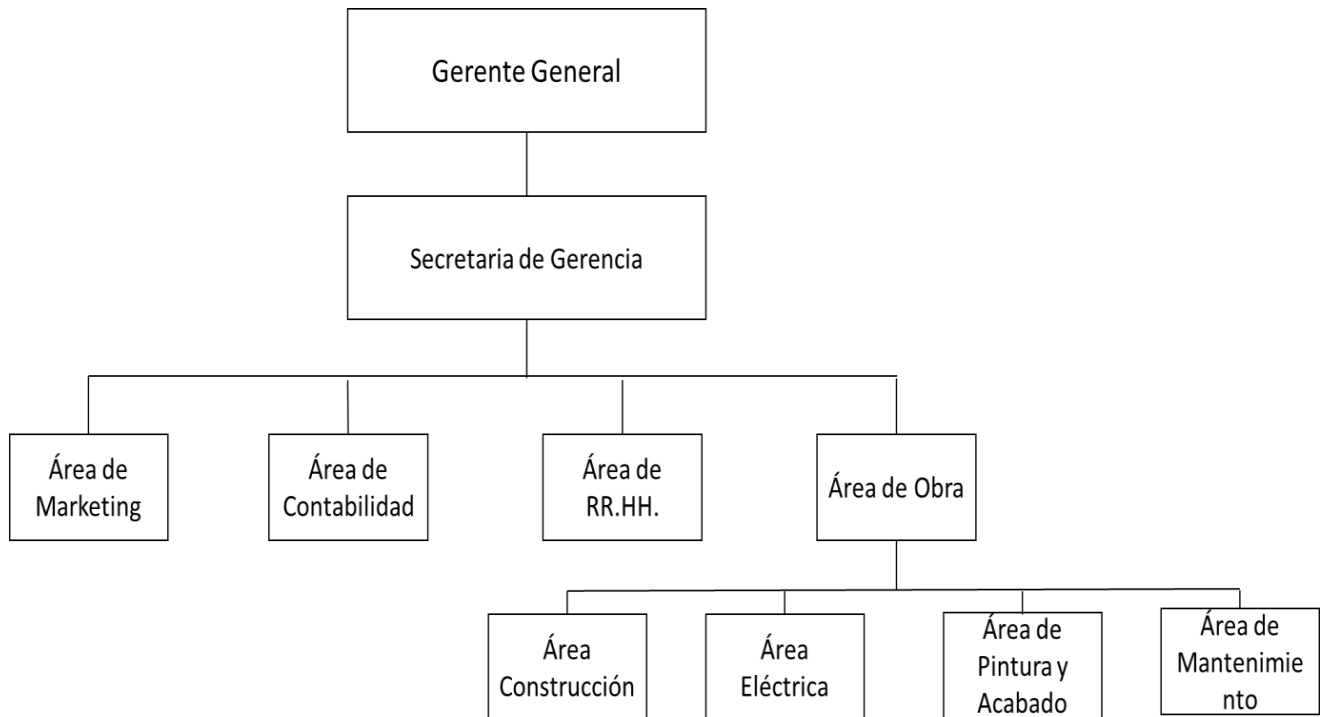 Gerente General
Secretaria de Gerencia
Área de
Marketing
Área de
Contabilidad
Área de
RR.HH.
Área de Obra
Área
Construcción
Área
Eléctrica
Área de
Pintura y
Acabado
Área de
Mantenimie
nto